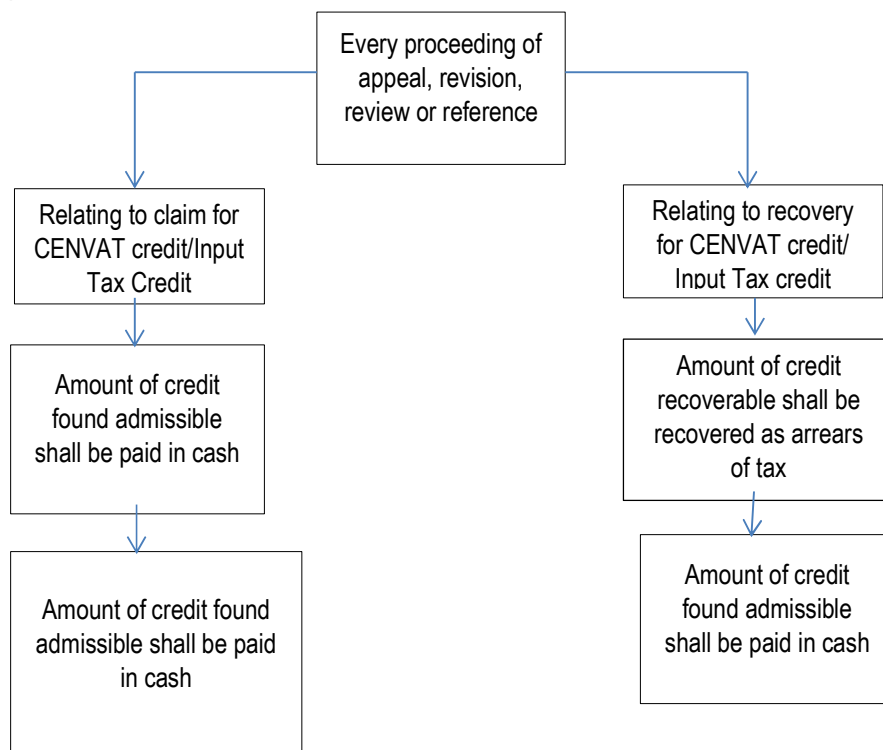 Every proceeding of
appeal, revision,
review or reference
Relating to claim for
CENVAT credit/Input
Tax Credit
Relating to recovery
for CENVAT credit/
Input Tax credit
Amount of credit
found admissible
shall be paid in cash
Amount of credit
recoverable shall be
recovered as arrears
of tax
Amount of credit found
admissible shall be paid
in cash
Amount of credit
found admissible
shall be paid in cash